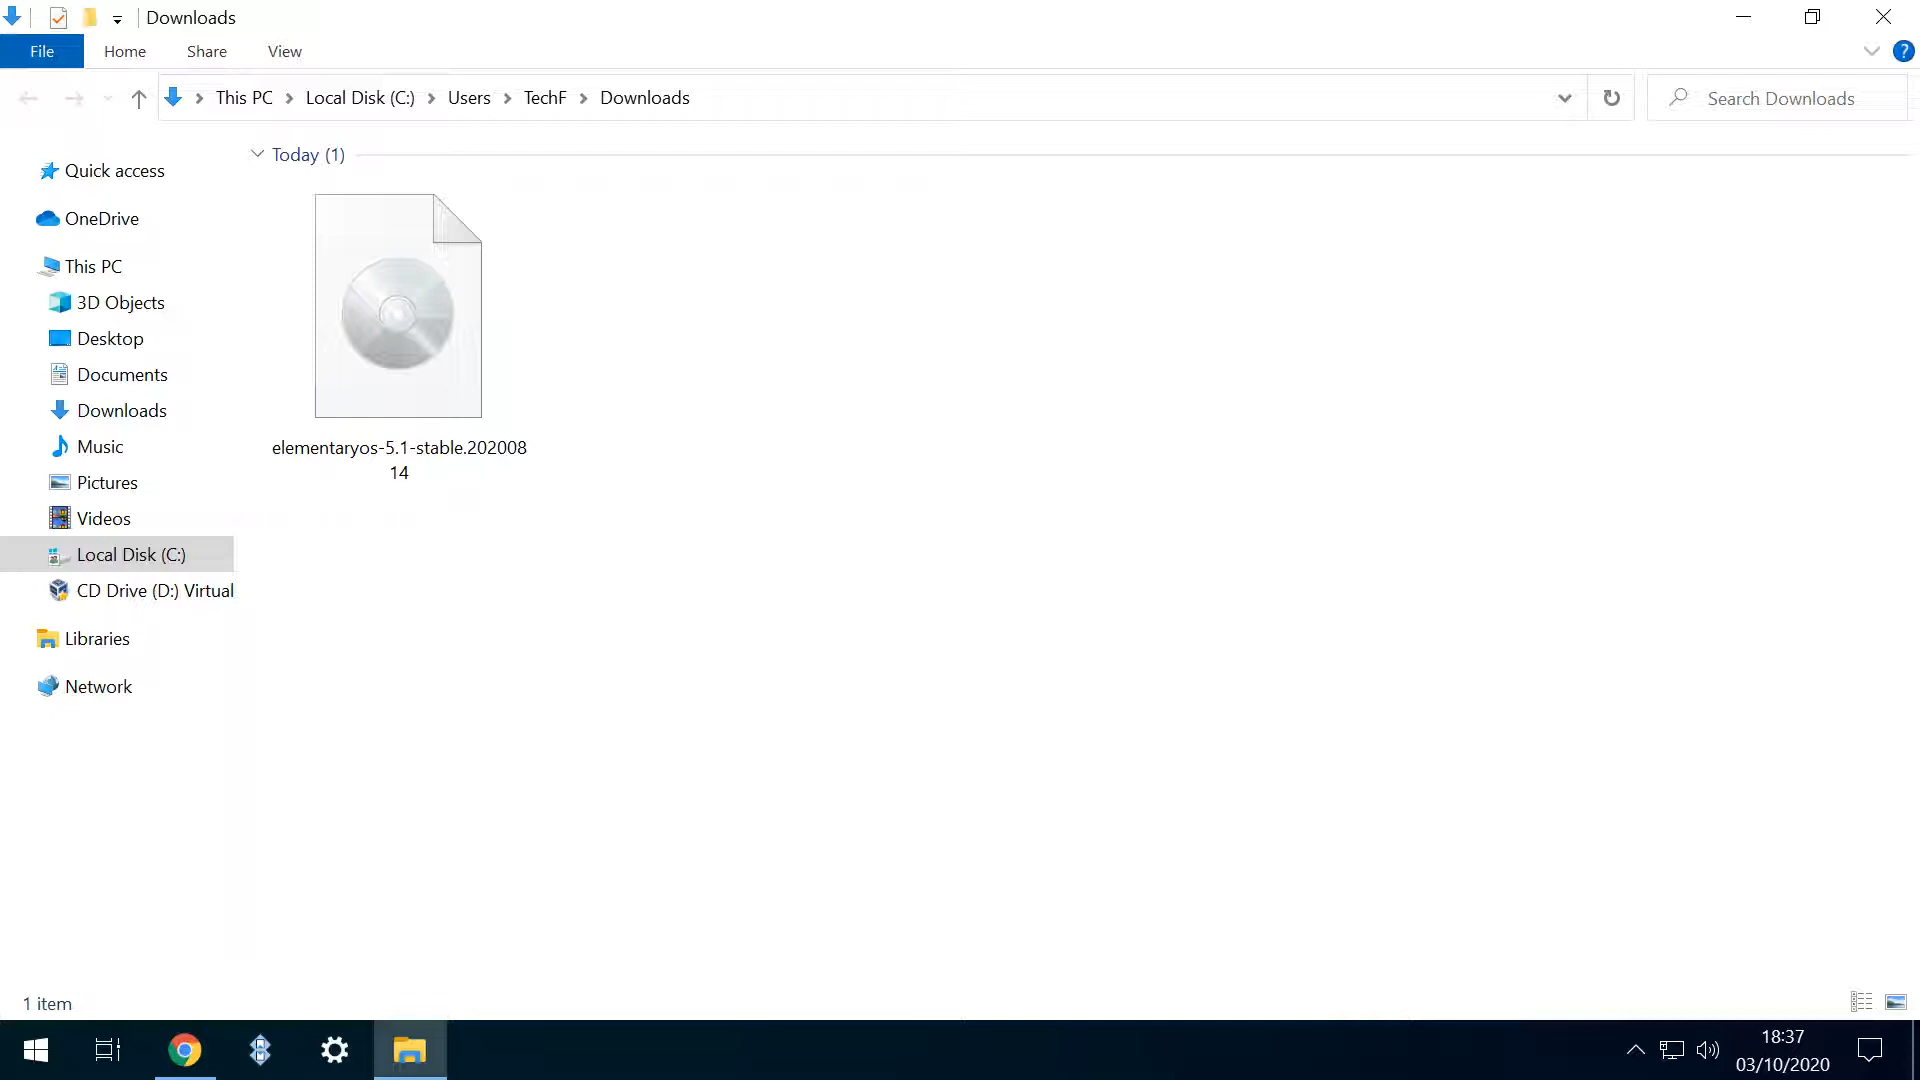 Downloads
File Home Share View
This PC Local Disk (C:) Users TechF Downloads
Search Downloads
Today (1)
Quick access
OneDrive
This PC
3D Objects
Desktop
Documents
Downloads
Music
Pictures
Videos
Local Disk (C:)
CD Drive (D:) Virtual
Libraries
Network
elementaryos-5.1-stable.202008
14
1 item
18:37
03/10/2020